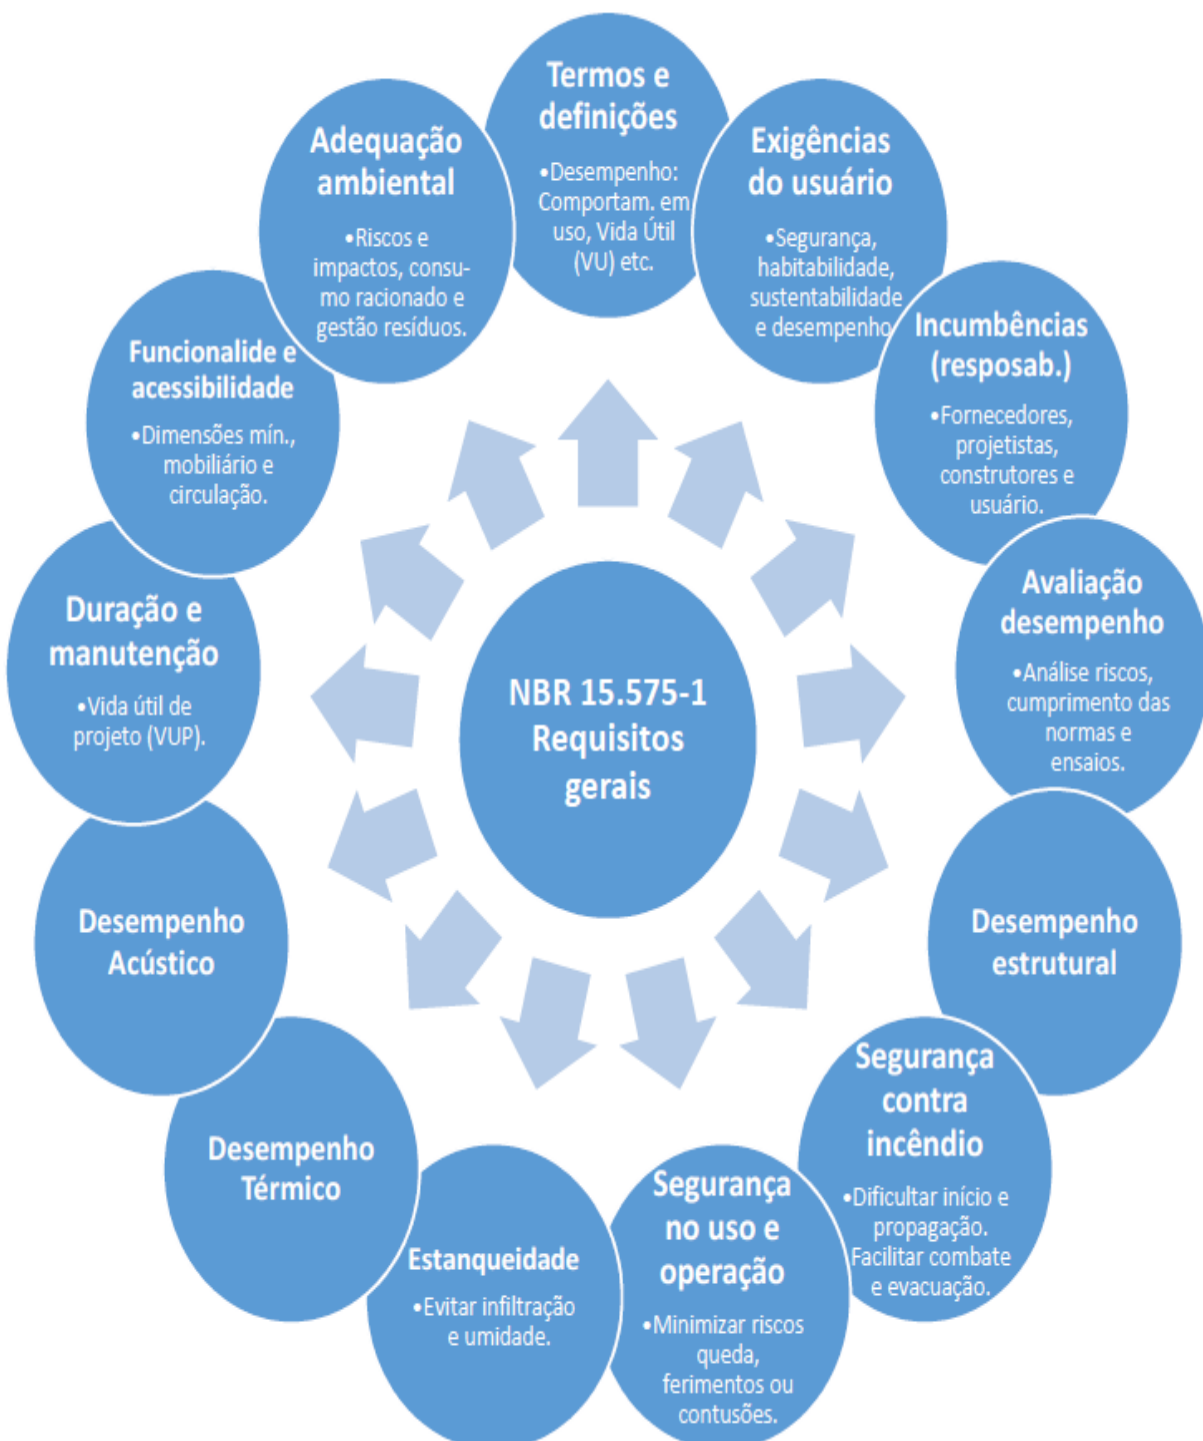 Termos e
definições
•Desempenho:
Comportam. em
uso, Vida Útil
(VU) etc.
Exigências
do usuário
•Segurança,
habitabilidade,
sustentabilidade
e desempenho
Incumbências
(resposab.)
•Fornecedores,
projetistas,
construtores e
usuário.
Avaliação
desempenho
•Análise riscos,
cumprimento das
normas e
ensaios.
Desempenho
estrutural
Segurança
contra
incêndio
•Dificultar início e
propagação.
Facilitar combate
e evacuação.
Segurança
no uso e
operação
•Minimizar riscos
queda,
ferimentos ou
contusões.
Estanqueidade
•Evitar infiltração
e umidade.
Desempenho
Térmico
Desempenho
Acústico
Duração e
manutenção
•Vida útil de
projeto (VUP).
Funcionalide e
acessibilidade
•Dimensões mín.,
mobiliário e
circulação.
Adequação
ambiental
•Riscos e
impactos, consu-
mo racionado e
gestão resíduos.
NBR 15.575-1
Requisitos
gerais